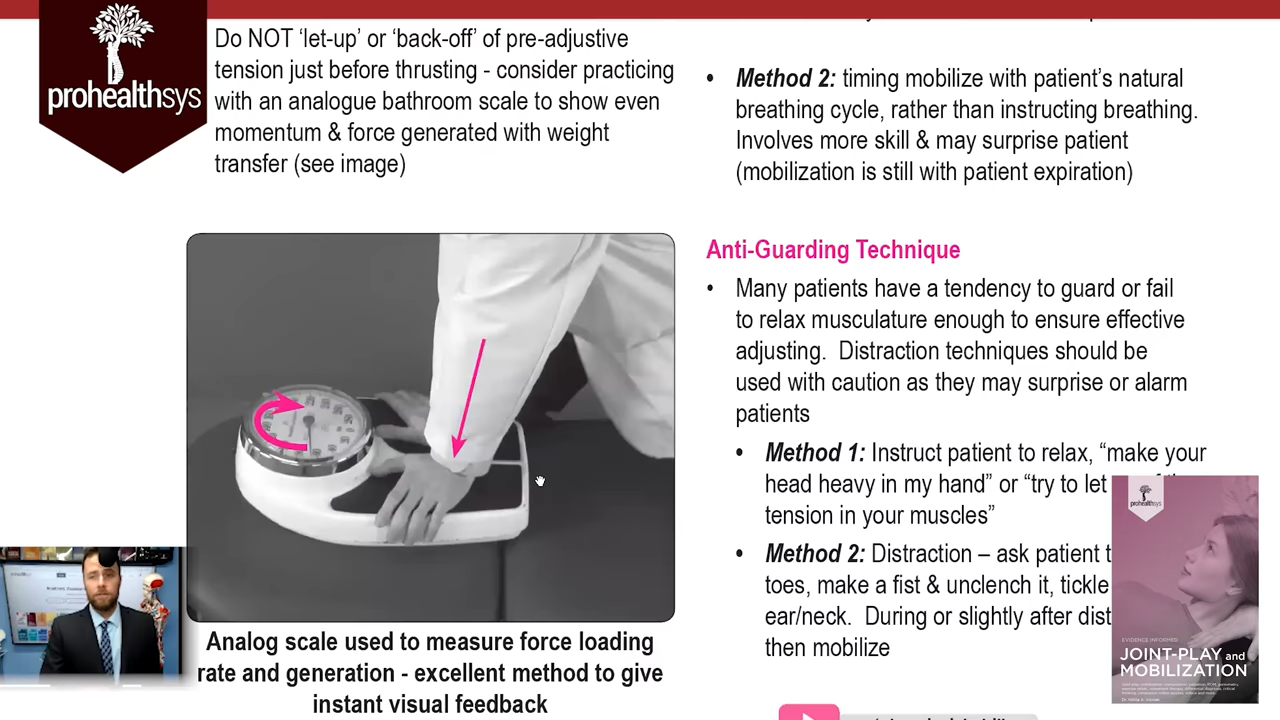 prohealthsys
Do NOT ‘let-up’ or ‘back-off’ of pre-adjustive
tension just before thrusting - consider practicing
with an analogue bathroom scale to show even
momentum & force generated with weight
transfer (see image)
Analog scale used to measure force loading
rate and generation - excellent method to give
instant visual feedback
• Method 2: timing mobilize with patient’s natural
breathing cycle, rather than instructing breathing.
Involves more skill & may surprise patient
(mobilization is still with patient expiration)
Anti-Guarding Technique
• Many patients have a tendency to guard or fail
to relax musculature enough to ensure effective
adjusting. Distraction techniques should be
used with caution as they may surprise or alarm
patients
• Method 1: Instruct patient to relax, “make your
head heavy in my hand” or “try to let
tension in your muscles”
• Method 2: Distraction – ask patient
toes, make a fist & unclench it, tickle
ear/neck. During or slightly after
then mobilize
prohealthsys
EVIDENCE INFORMED
JOINT-PLAY and
MOBILIZATION